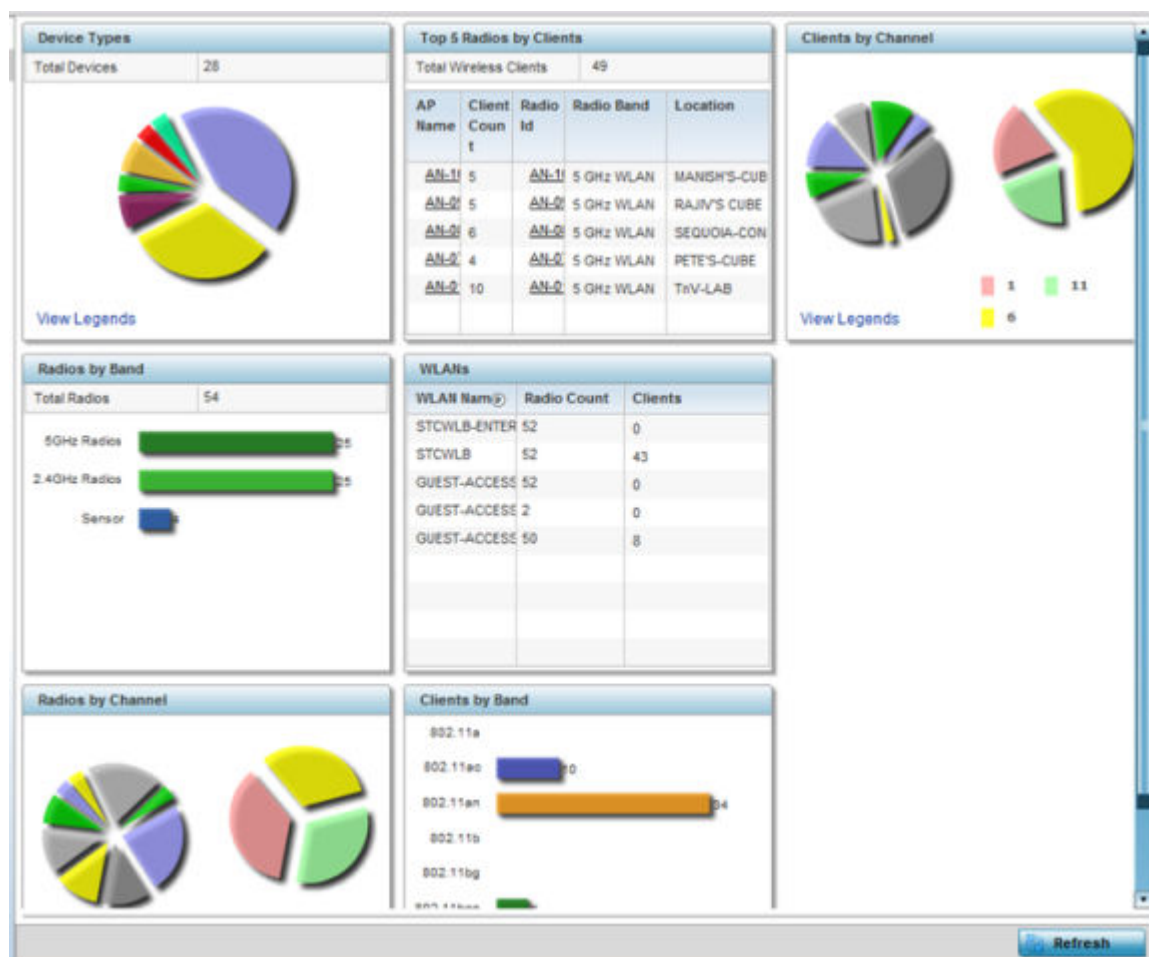 Device Types
Total Devices 28
View Legends
Top 5 Radios by Clients
Total Wireless Clients 49
AP Name Client Coun t Radio Id Radio Band Location
5 5 GHz WLAN MANISH'S-CUB
5 5 GHz WLAN RAJIV'S CUBE
6 5 GHz WLAN SEQUOIA-CON
4 5 GHz WLAN PETE'S-CUBE
10 5 GHz WLAN TnV-LAB
Clients by Channel
1 11
6
View Legends
Radios by Band
Total Radios 54
5GHz Radios 25
2.4GHz Radios 25
Sensor
WLANs
WLAN Nam Radio Count Clients
STCWLB-ENTER 52 0
STCWLB 52 43
GUEST-ACCESS 52 0
GUEST-ACCESS 2 0
GUEST-ACCESS 50 8
Radios by Channel
Clients by Band
802.11a
802.11ac 10
802.11an 34
802.11b
802.11bg
Refresh